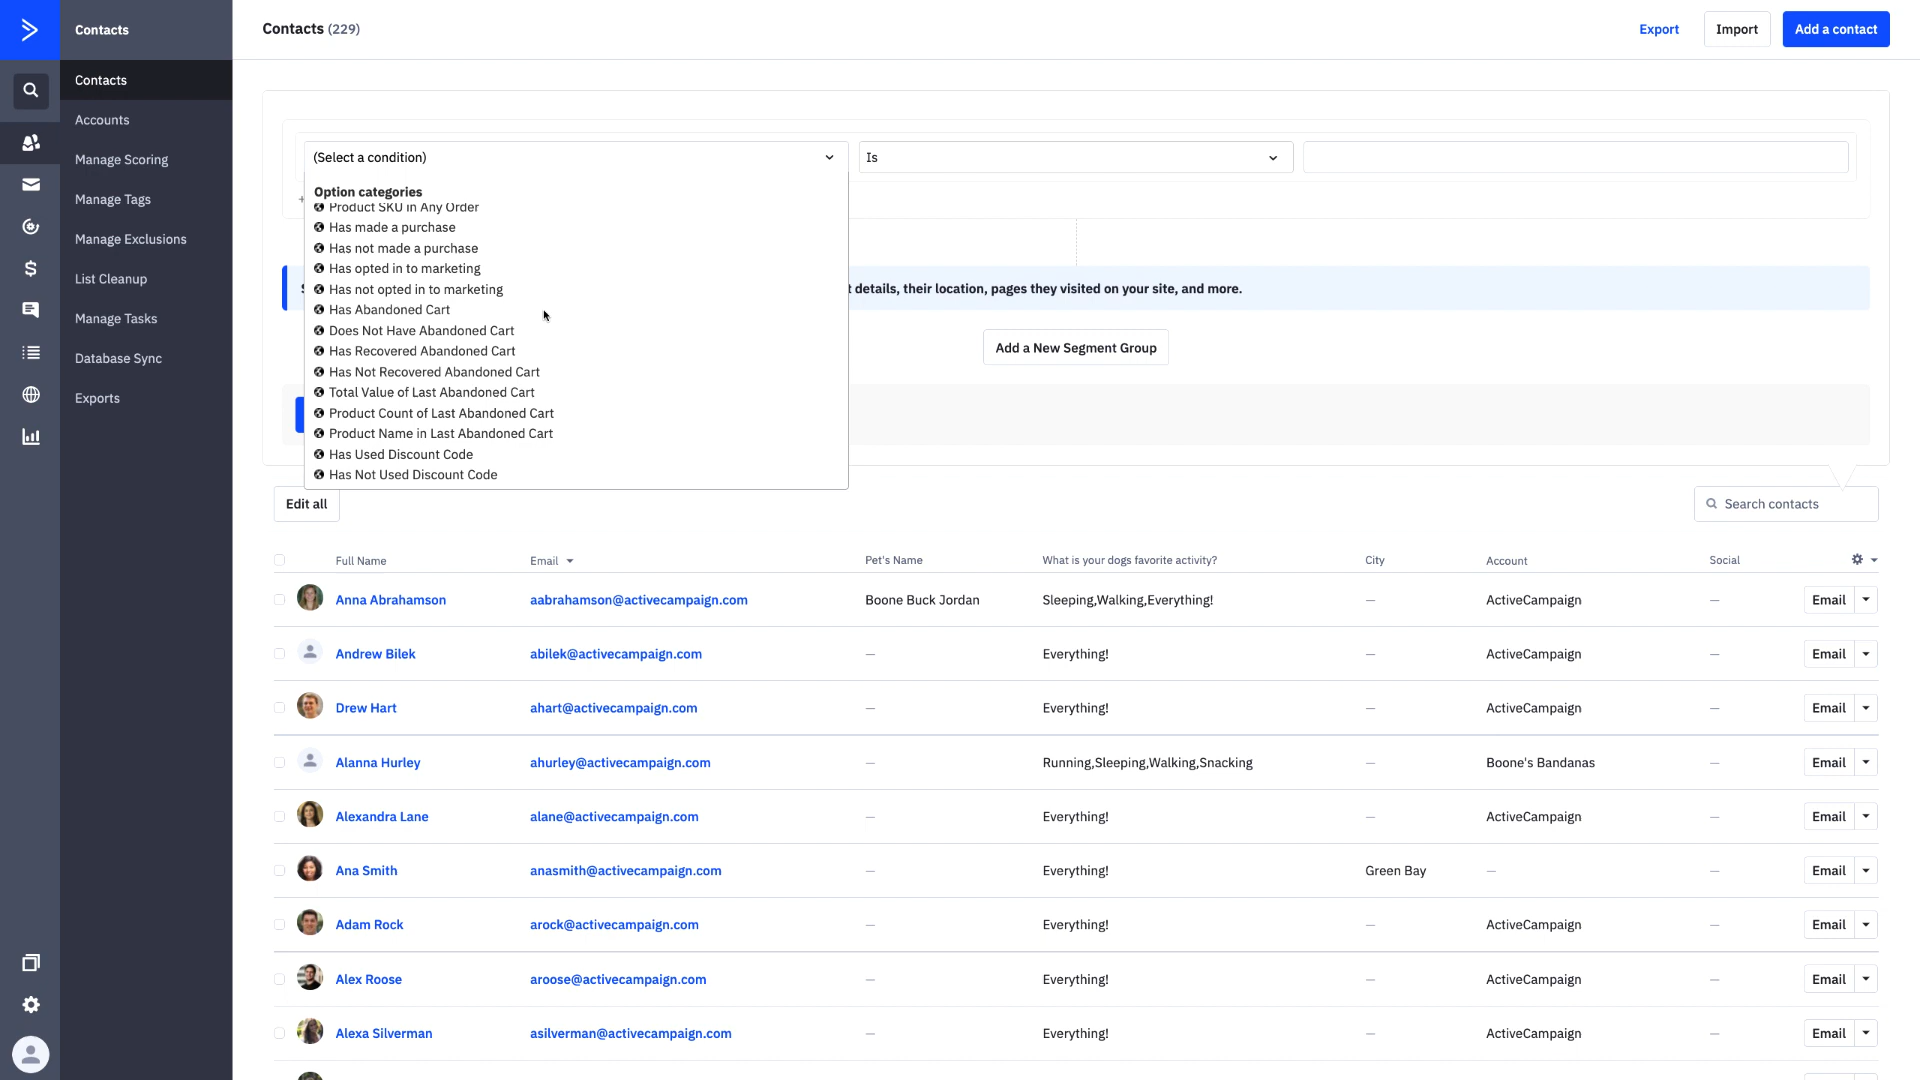 Contacts
Contacts (229)
Export
Import
Add a contact
Contacts
Accounts
Manage Scoring
Manage Tags
Manage Exclusions
List Cleanup
Manage Tasks
Database Sync
Exports
(Select a condition)
Is
Option categories
Product SKU in Any Order
Has made a purchase
Has not made a purchase
Has opted in to marketing
Has not opted in to marketing
Has Abandoned Cart
Does Not Have Abandoned Cart
Has Recovered Abandoned Cart
Has Not Recovered Abandoned Cart
Total Value of Last Abandoned Cart
Product Count of Last Abandoned Cart
Product Name in Last Abandoned Cart
Has Used Discount Code
Has Not Used Discount Code
details, their location, pages they visited on your site, and more.
Add a New Segment Group
Edit all
Search contacts
Full Name Email Pet's Name What is your dogs favorite activity? City Account Social
Anna Abrahamson aabrahamson@activecampaign.com Boone Buck Jordan Sleeping,Walking,Everything! — ActiveCampaign — Email
Andrew Bilek abilek@activecampaign.com — Everything! — ActiveCampaign — Email
Drew Hart ahart@activecampaign.com — Everything! — ActiveCampaign — Email
Alanna Hurley ahurley@activecampaign.com — Running,Sleeping,Walking,Snacking — Boone's Bandanas — Email
Alexandra Lane alane@activecampaign.com — Everything! — ActiveCampaign — Email
Ana Smith anasmith@activecampaign.com — Everything! Green Bay — — Email
Adam Rock arock@activecampaign.com — Everything! — ActiveCampaign — Email
Alex Roose aroose@activecampaign.com — Everything! — ActiveCampaign — Email
Alexa Silverman asilverman@activecampaign.com — Everything! — ActiveCampaign — Email